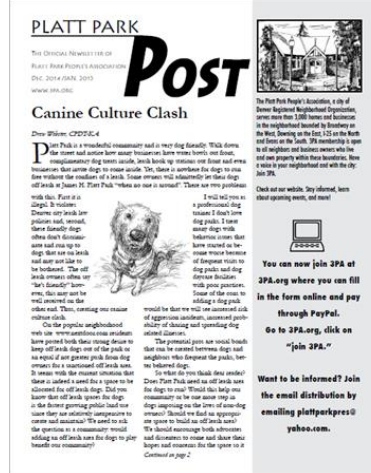 PLATT PARK
POST
THE OFFICIAL NEWSLETTER OF
PLATT PARK PEOPLE'S ASSOCIATION
DEC. 2014/JAN. 2015
WWW.3PA.ORG
Canine Culture Clash
Drew Webster, CPDT-KA
Platt Park is a wonderful community and is very dog friendly. Walk down
the street and notice how many businesses have water bowls out front,
complimentary dog treats inside, leash hook up stations out front and even
businesses that invite dogs to come inside. Yet, there is nowhere for dogs to run
free without the confines of a leash. Some owners will admittedly let their dogs
off leash at James H. Platt Park "when no one is around". There are two problems
with this. First it is
illegal. It violates
Denver city leash law
policies and, second,
these friendly dogs
often don't discrimi-
nate and run up to
dogs that are on leash
and may not like to
be bothered. The off
leash owners often say
"he's friendly" how-
ever, this may not be
well received on the
other end. Thus, creating our canine
culture clash.
On the popular neighborhood
web site www.nextdoor.com residents
have posted both their strong desire to
keep off leash dogs out of the park or
an equal if not greater push from dog
owners for a sanctioned off leash area.
It seems with the current situation that
there is indeed a need for a space to be
allocated for off leash dogs. Did you
know that off leash spaces for dogs
is the fastest growing public land use
since they are relatively inexpensive to
create and maintain? We need to ask
the question as a community: would
adding an off leash area for dogs to play
benefit our community?
I will tell you as
a professional dog
trainer I don't love
dog parks. I treat
many dogs with
behavior issues that
have started or be-
come worse because
of frequent visits to
dog parks and dog
daycare facilities
with poor practices.
Some of the cons to
adding a dog park
would be that we will see increased risk
of aggression incidents, increased prob-
ability of sharing and spreading dog
related illnesses.
The potential pros are social bonds
that can be created between dogs and
neighbors who frequent the parks, bet-
ter behaved dogs.
So what do you think dear reader?
Does Platt Park need an off leash area
for dogs to run? Would this help our
community or be one more step in
dogs imposing on the lives of non-dog
owners? Should we find an appropri-
ate space to build an off leash area?
We should encourage both advocates
and dissenters to come and share their
hopes and concerns for the space so it
Continued on page 2
The Platt Park People's Association, a city of
Denver Registered Neighborhood Organization,
serves more than 3,000 homes and businesses
in the neighborhood bounded by Broadway on
the West, Downing on the East, I-25 on the North
and Evans on the South. 3PA membership is open
to all neighbors and business owners who live
and own property within these boundaries. Have
a voice in your neighborhood and with the city:
Join 3PA.
Check out our website. Stay informed, learn
about upcoming events, and more!
You can now join 3PA at
3PA.org where you can fill
in the form online and pay
through PayPal.
Go to 3PA.org, click on
"join 3PA."
Want to be informed? Join
the email distribution by
emailing plattparkpres@
yahoo.com.